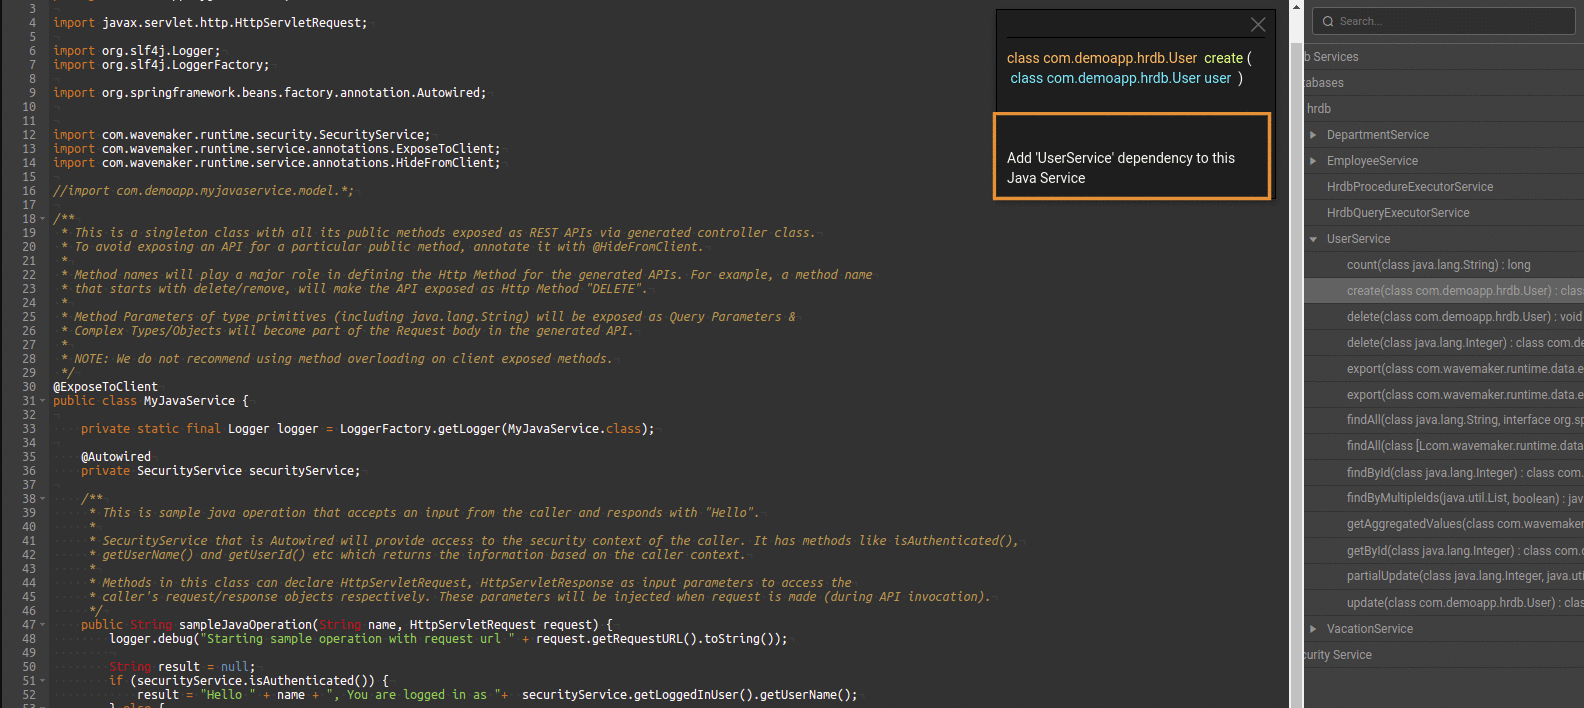 3
4 import javax.servlet.http.HttpServletRequest;
5
6 import org.slf4j.Logger;
7 import org.slf4j.LoggerFactory;
8
9 import org.springframework.beans.factory.annotation.Autowired;
10
11
12 import com.wavemaker.runtime.security.SecurityService;
13 import com.wavemaker.runtime.service.annotations.ExposeToClient;
14 import com.wavemaker.runtime.service.annotations.HideFromClient;
15
16 //import com.demoapp.myjavaservice.model.*;
17
18 /**
19 * This is a singleton class with all its public methods exposed as REST APIs via generated controller class.
20 * To avoid exposing an API for a particular public method, annotate it with @HideFromClient.
21 *
22 * Method names will play a major role in defining the Http Method for the generated APIs. For example, a method name
23 * that starts with delete/remove, will make the API exposed as Http Method "DELETE".
24 *
25 * Method Parameters of type primitives (including java.lang.String) will be exposed as Query Parameters &
26 * Complex Types/Objects will become part of the Request body in the generated API.
27 *
28 * NOTE: We do not recommend using method overloading on client exposed methods.
29 */
30 @ExposeToClient
31 public class MyJavaService {
32
33 private static final Logger logger = LoggerFactory.getLogger(MyJavaService.class);
34
35 @Autowired
36 private SecurityService securityService;
37
38 /**
39 * This is sample java operation that accepts an input from the caller and responds with "Hello".
40 *
41 * SecurityService that is Autowired will provide access to the security context of the caller. It has methods like isAuthenticated(),
42 * getUserName() and getUserId() etc which returns the information based on the caller context.
43 *
44 * Methods in this class can declare HttpServletRequest, HttpServletResponse as input parameters to access the
45 * caller's request/response objects respectively. These parameters will be injected when request is made (during API invocation).
46 */
47 public String sampleJavaOperation(String name, HttpServletRequest request) {
48 logger.debug("Starting sample operation with request url " + request.getRequestURL().toString());
49
50 String result = null;
51 if (securityService.isAuthenticated()) {
52 result = "Hello " + name + ", You are logged in as "+ securityService.getLoggedInUser().getUserName();
53 } else {
class com.demoapp.hrdb.User create (
class com.demoapp.hrdb.User user )
Add 'UserService' dependency to this
Java Service
Search...
b Services
tabases
hrdb
DepartmentService
EmployeeService
HrdbProcedureExecutorService
HrdbQueryExecutorService
UserService
count(class java.lang.String) : long
create(class com.demoapp.hrdb.User) : clas
delete(class com.demoapp.hrdb.User) : void
delete(class java.lang.Integer) : class com.de
export(class com.wavemaker.runtime.data.e
export(class com.wavemaker.runtime.data.e
findAll(class java.lang.String, interface org.sp
findAll(class [Lcom.wavemaker.runtime.data
findById(class java.lang.Integer) : class com.
findByMultipleIds(java.util.List, boolean) : jav
getAggregatedValues(class com.wavemaker
getById(class java.lang.Integer) : class com.c
partialUpdate(class java.lang.Integer, java.uti
update(class com.demoapp.hrdb.User) : clas
VacationService
curity Service